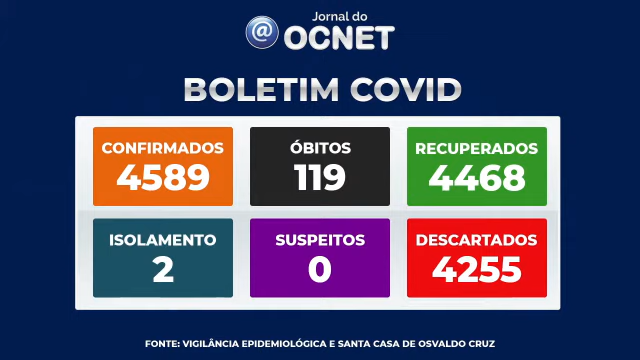 Jornal do
@ OCNET
BOLETIM COVID
CONFIRMADOS
4589
ÓBITOS
119
RECUPERADOS
4468
ISOLAMENTO
2
SUSPEITOS
0
DESCARTADOS
4255
FONTE: VIGILÂNCIA EPIDEMIOLÓGICA E SANTA CASA DE OSVALDO CRUZ